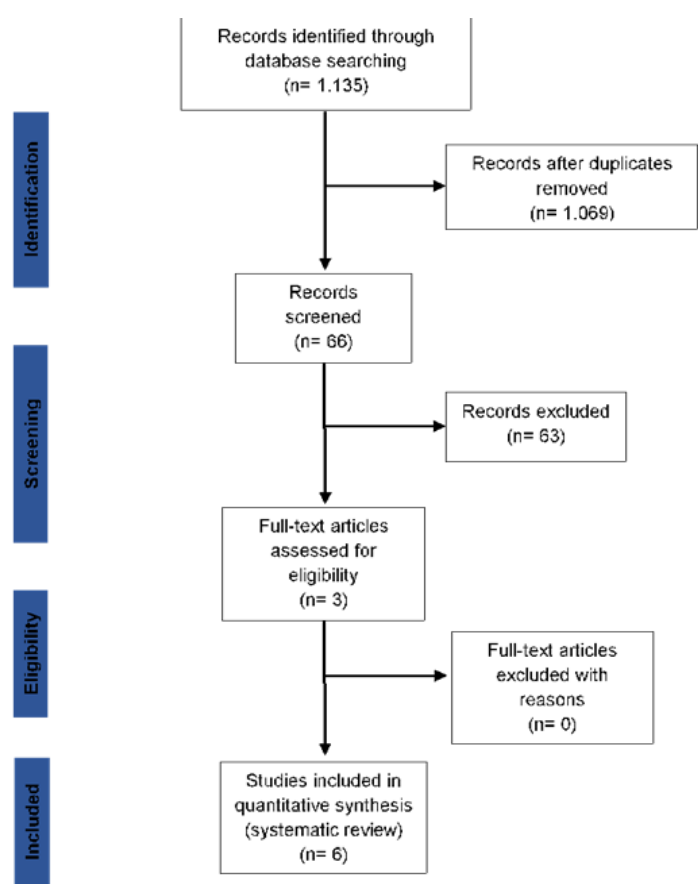 Records identified through
database searching
(n= 1.135)
Identification
Records after duplicates
removed
(n= 1.069)
Records
screened
(n= 66)
Screening
Records excluded
(n= 63)
Full-text articles
assessed for
eligibility
(n= 3)
Eligibility
Full-text articles
excluded with
reasons
(n= 0)
Included
Studies included in
quantitative synthesis
(systematic review)
(n= 6)